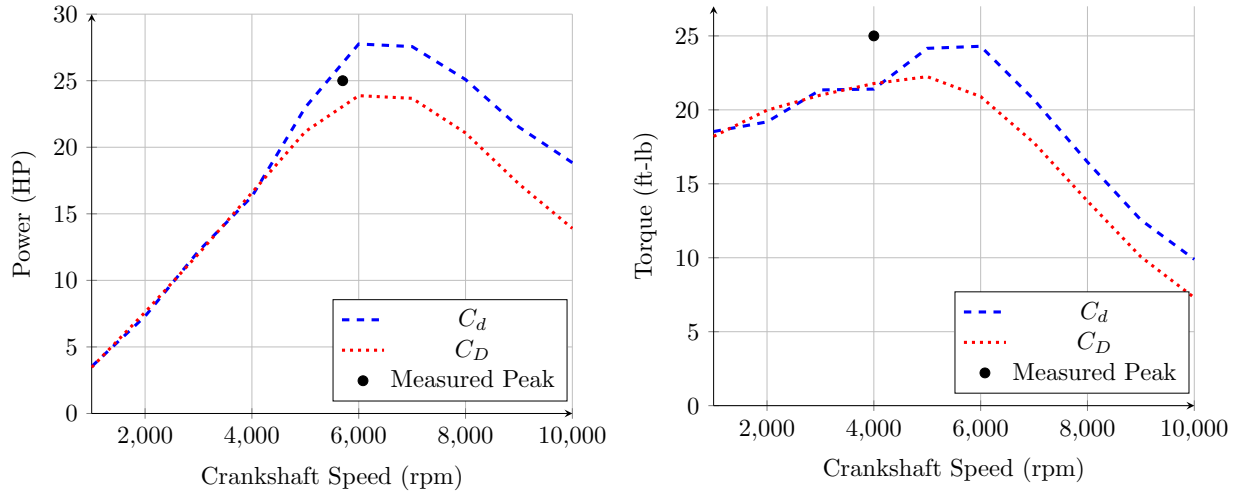 30
25
20
15
10
5
0
Power (HP)
2,000 4,000 6,000 8,000 10,000
Crankshaft Speed (rpm)
C_d
C_D
Measured Peak
25
20
15
10
5
0
Torque (ft-lb)
2,000 4,000 6,000 8,000 10,000
Crankshaft Speed (rpm)
C_d
C_D
Measured Peak